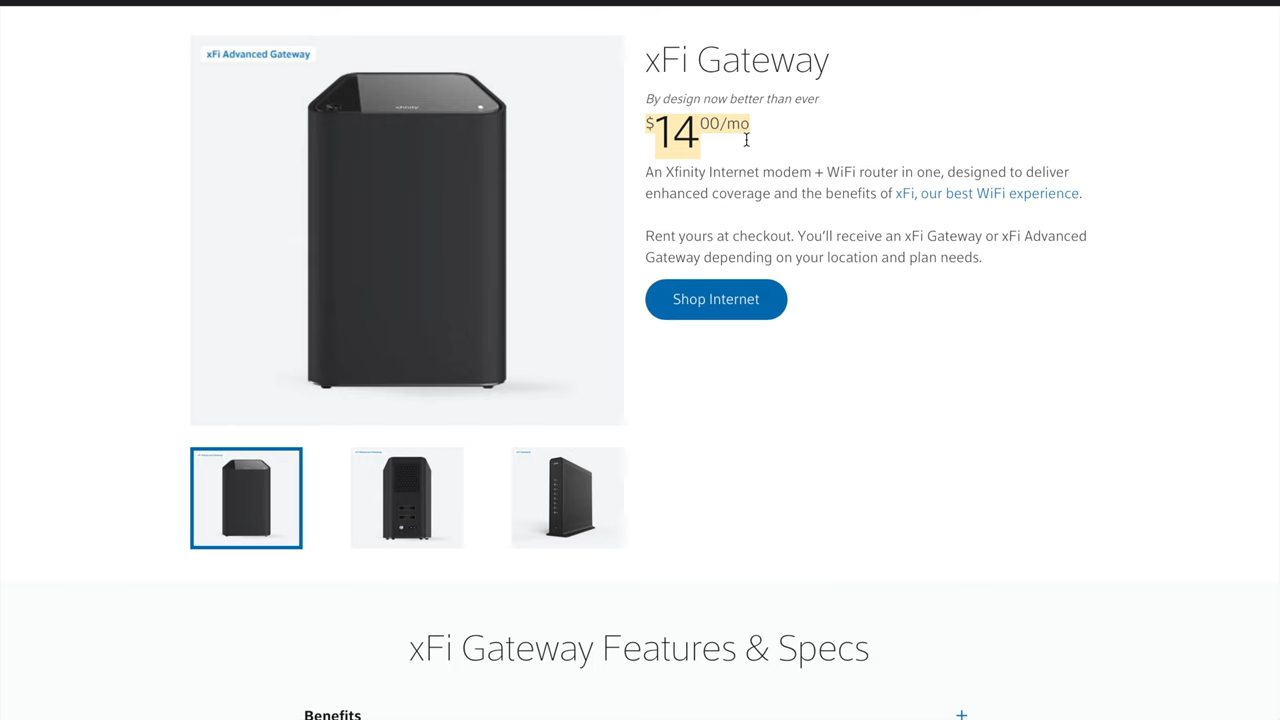 xFi Advanced Gateway
xfinity
xFi Gateway
By design now better than ever
$14 00/mo
An Xfinity Internet modem + WiFi router in one, designed to deliver
enhanced coverage and the benefits of xFi, our best WiFi experience.
Rent yours at checkout. You’ll receive an xFi Gateway or xFi Advanced
Gateway depending on your location and plan needs.
Shop Internet
xFi Gateway Features & Specs
Benefits +